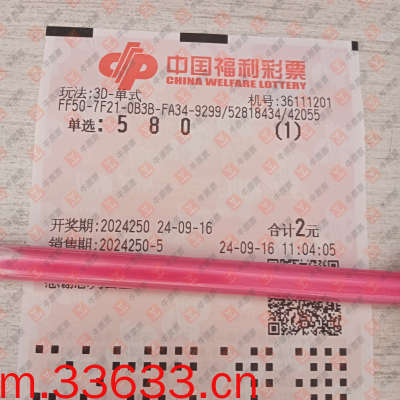 中国福利彩票
CHINA WELFARE LOTTERY
玩法:3D-单式 机号:36111201
FF50-7F21-0B3B-FA34-9299/52818434/42055
单选:5 8 0 (1)
开奖期:2024250 24-09-16 合计2元
销售期:2024250-5 24-09-16 11:04:05
m.33633.cn